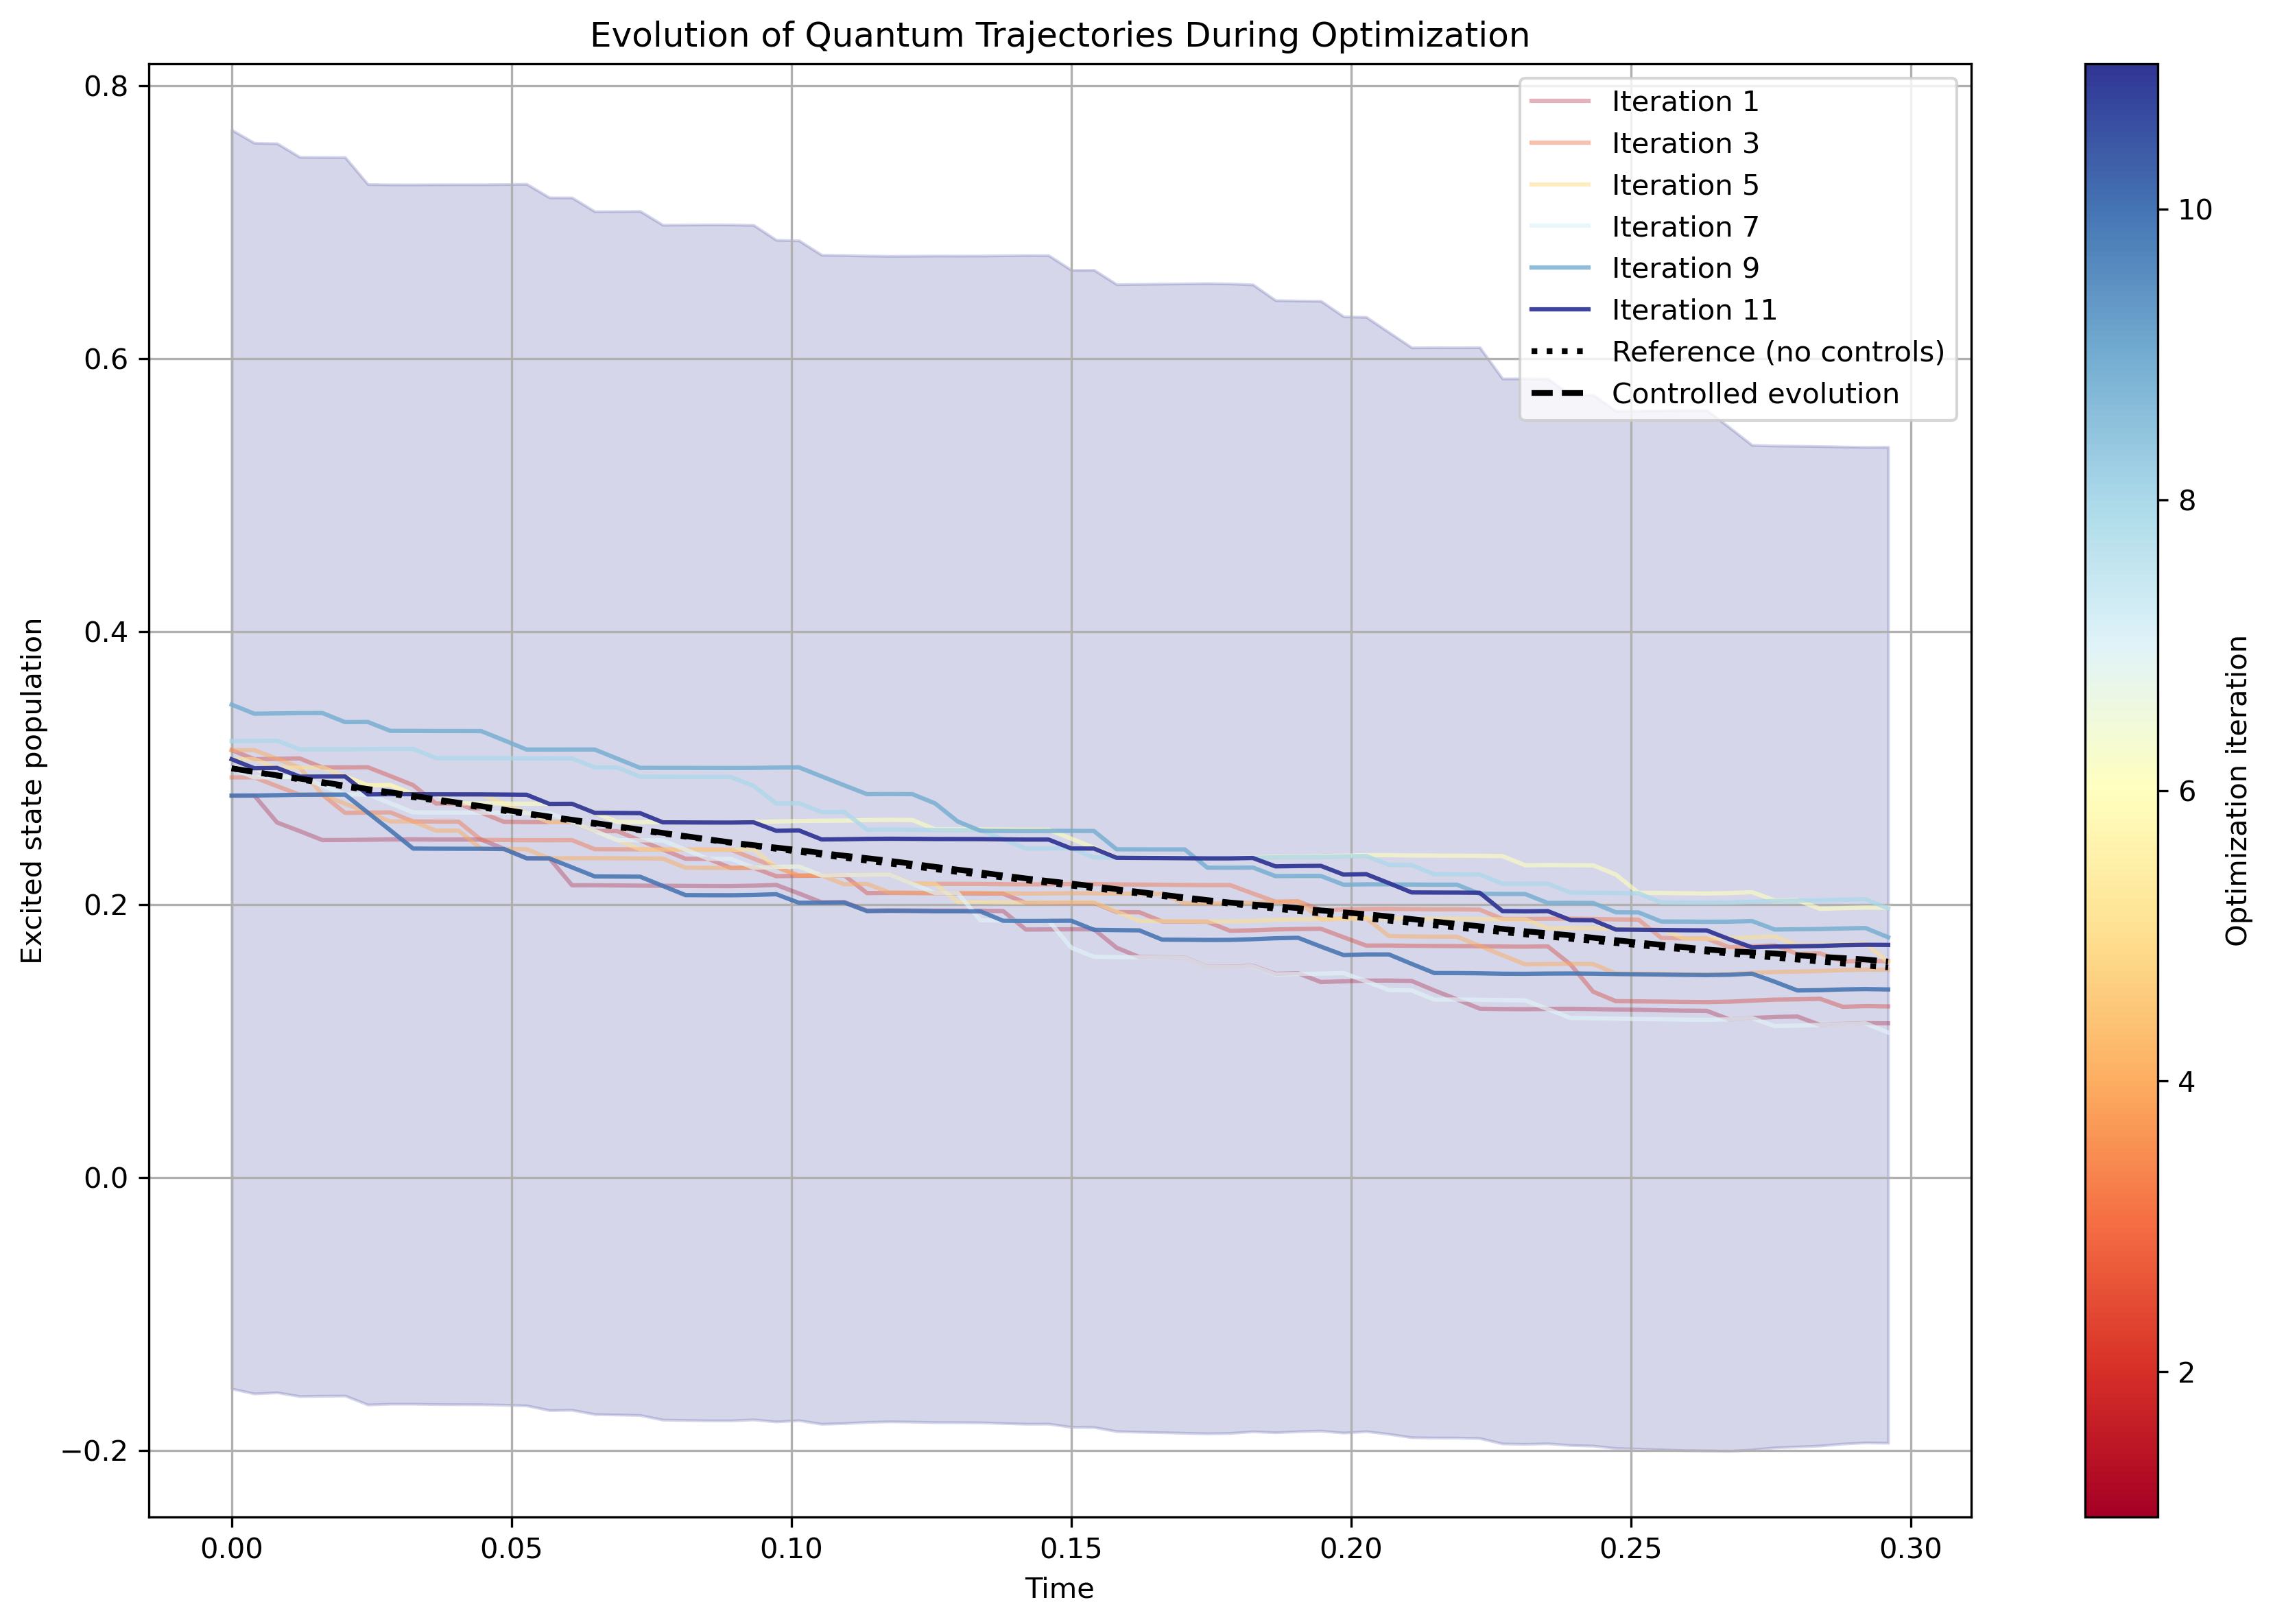 Evolution of Quantum Trajectories During Optimization
Iteration 1
Iteration 3
Iteration 5
Iteration 7
Iteration 9
Iteration 11
Reference (no controls)
Controlled evolution
Excited state population
0.8
0.6
0.4
0.2
0.0
−0.2
0.00
0.05
0.10
0.15
0.20
0.25
0.30
Time
10
8
6
4
2
Optimization iteration